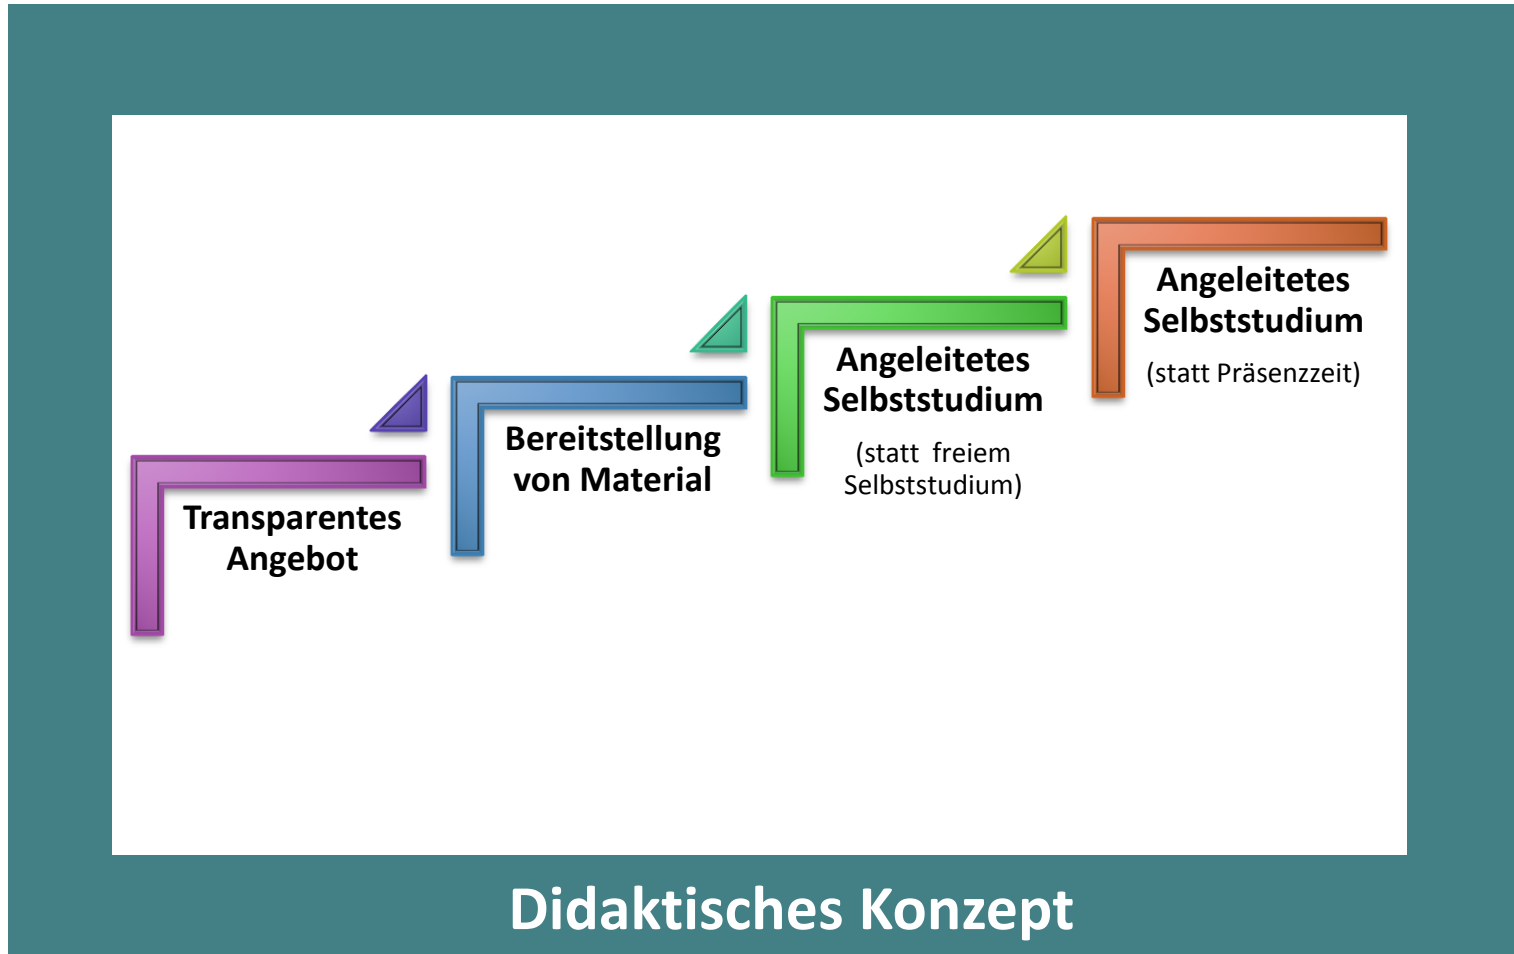 Transparentes
Angebot
Bereitstellung
von Material
Angeleitetes
Selbststudium
(statt freiem
Selbststudium)
Angeleitetes
Selbststudium
(statt Präsenzzeit)
Didaktisches Konzept